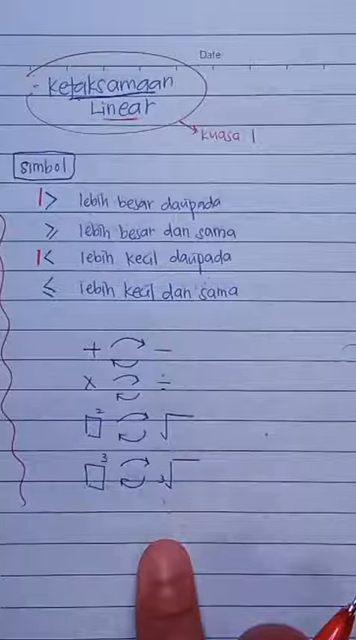 Date
- Ketaksamaan
Linear
kuasa 1
simbol
> lebih besar daripada
≥ lebih besar dan sama
< lebih kecil daripada
≤ lebih kecil dan sama
+ ⇄ −
× ⇄ ÷
□² ⇄ √
□³ ⇄ ∛